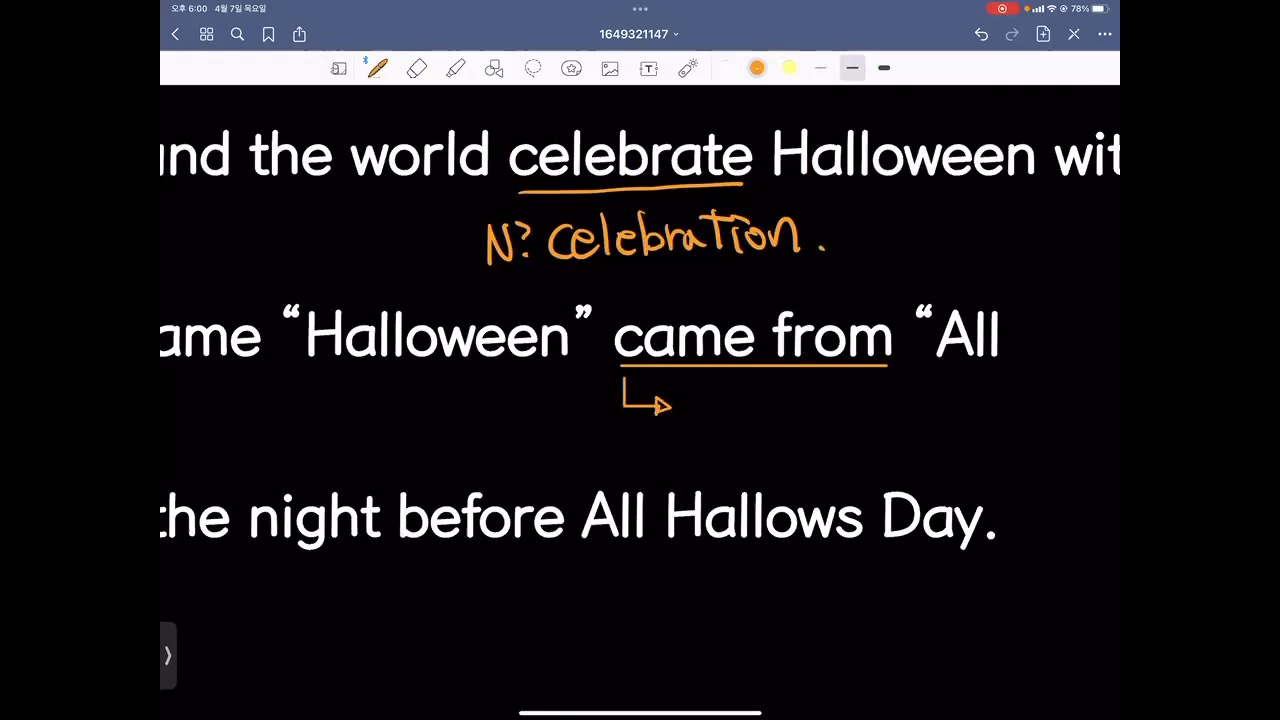 오후 6:00 4월 7일 목요일
78%
1649321147
T
and the world celebrate Halloween wit
N? celebration.
ame “Halloween” came from “All
the night before All Hallows Day.